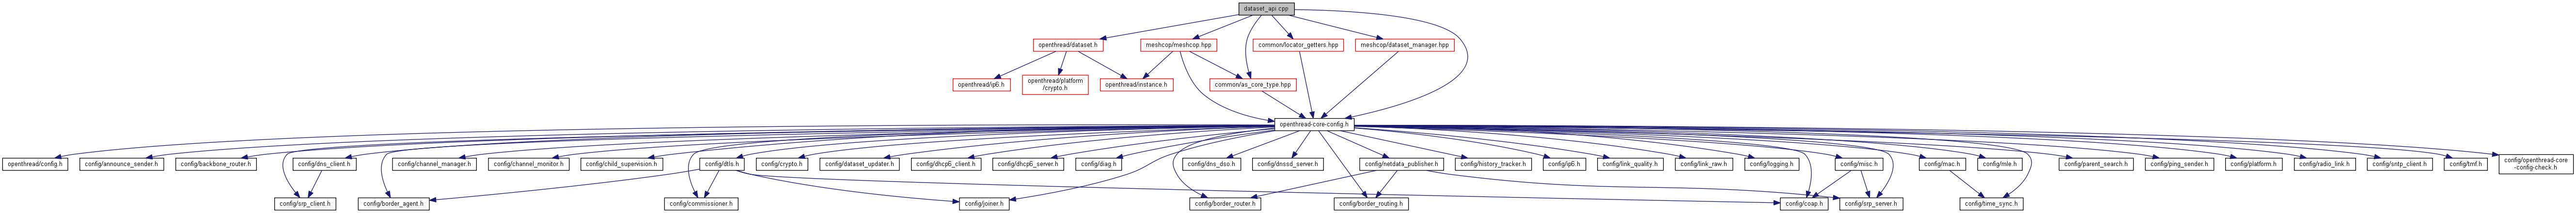 dataset_api.cpp
openthread/dataset.h
meshcop/meshcop.hpp
common/locator_getters.hpp
meshcop/dataset_manager.hpp
openthread/ip6.h
openthread/platform
/crypto.h
openthread/instance.h
common/as_core_type.hpp
openthread-core-config.h
openthread/config.h
config/announce_sender.h
config/backbone_router.h
config/dns_client.h
config/channel_manager.h
config/channel_monitor.h
config/child_supervision.h
config/dtls.h
config/crypto.h
config/dataset_updater.h
config/dhcp6_client.h
config/dhcp6_server.h
config/diag.h
config/dns_dso.h
config/dnssd_server.h
config/netdata_publisher.h
config/history_tracker.h
config/ip6.h
config/link_quality.h
config/link_raw.h
config/logging.h
config/misc.h
config/mac.h
config/mle.h
config/parent_search.h
config/ping_sender.h
config/platform.h
config/radio_link.h
config/sntp_client.h
config/tmf.h
config/openthread-core
-config-check.h
config/srp_client.h
config/border_agent.h
config/commissioner.h
config/joiner.h
config/border_router.h
config/border_routing.h
config/coap.h
config/srp_server.h
config/time_sync.h